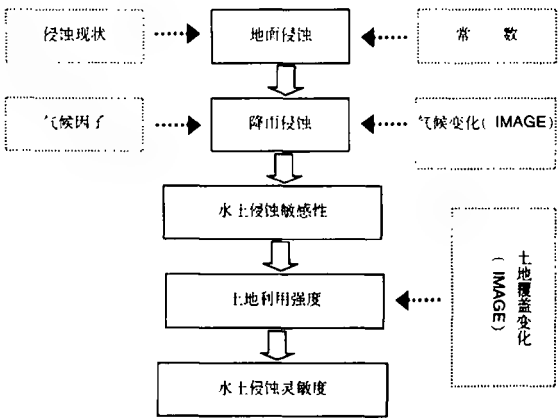 侵蚀现状
地面侵蚀
常 数
气候因子
降雨侵蚀
气候变化( IMAGE)
水土侵蚀敏感性
土地利用强度
土地覆盖变化
( IMAGE)
水土侵蚀灵敏度